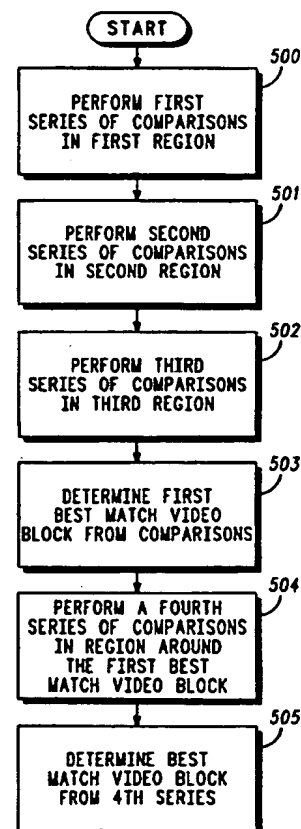 START
500
PERFORM FIRST
SERIES OF COMPARISONS
IN FIRST REGION
501
PERFORM SECOND
SERIES OF COMPARISONS
IN SECOND REGION
502
PERFORM THIRD
SERIES OF COMPARISONS
IN THIRD REGION
503
DETERMINE FIRST
BEST MATCH VIDEO
BLOCK FROM COMPARISONS
504
PERFORM A FOURTH
SERIES OF COMPARISONS
IN REGION AROUND
THE FIRST BEST
MATCH VIDEO BLOCK
505
DETERMINE BEST
MATCH VIDEO BLOCK
FROM 4TH SERIES